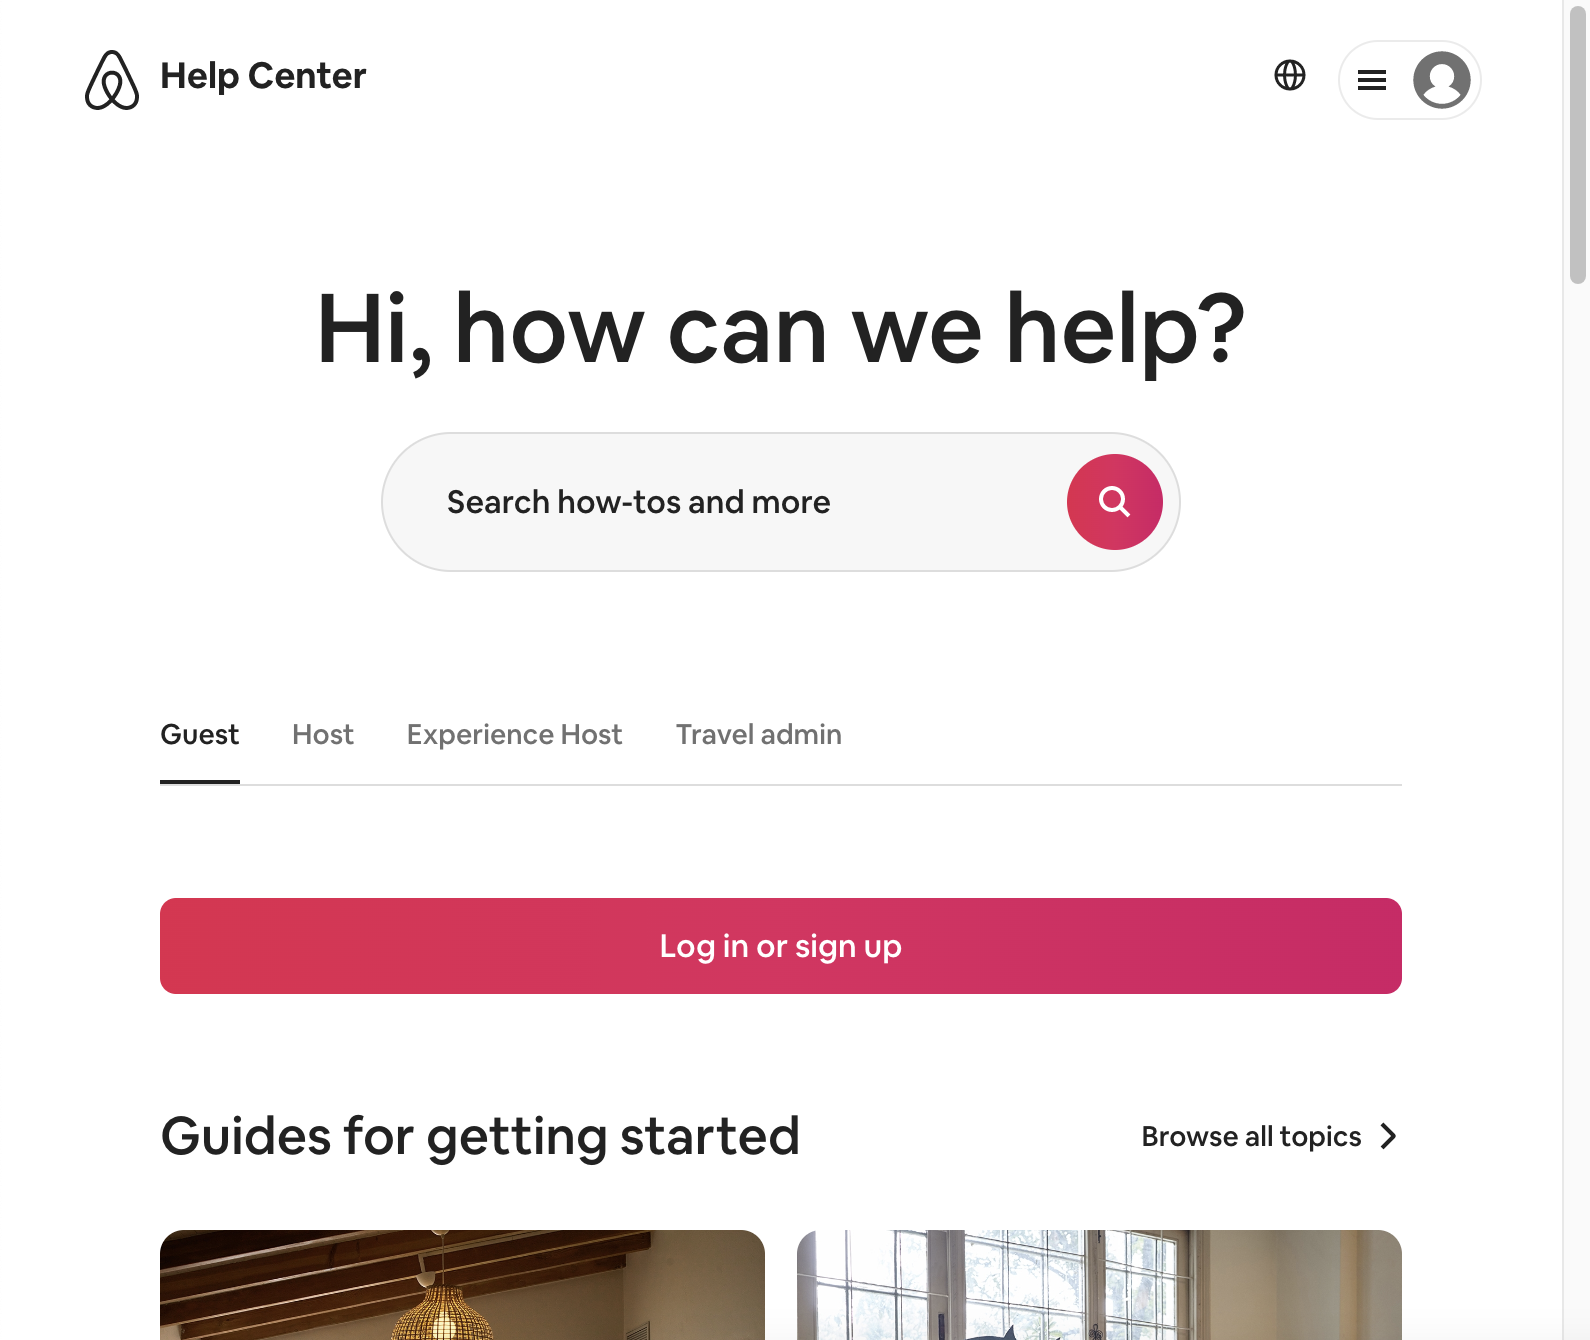 Help Center
Hi, how can we help?
Search how-tos and more
Guest Host Experience Host Travel admin
Log in or sign up
Guides for getting started
Browse all topics